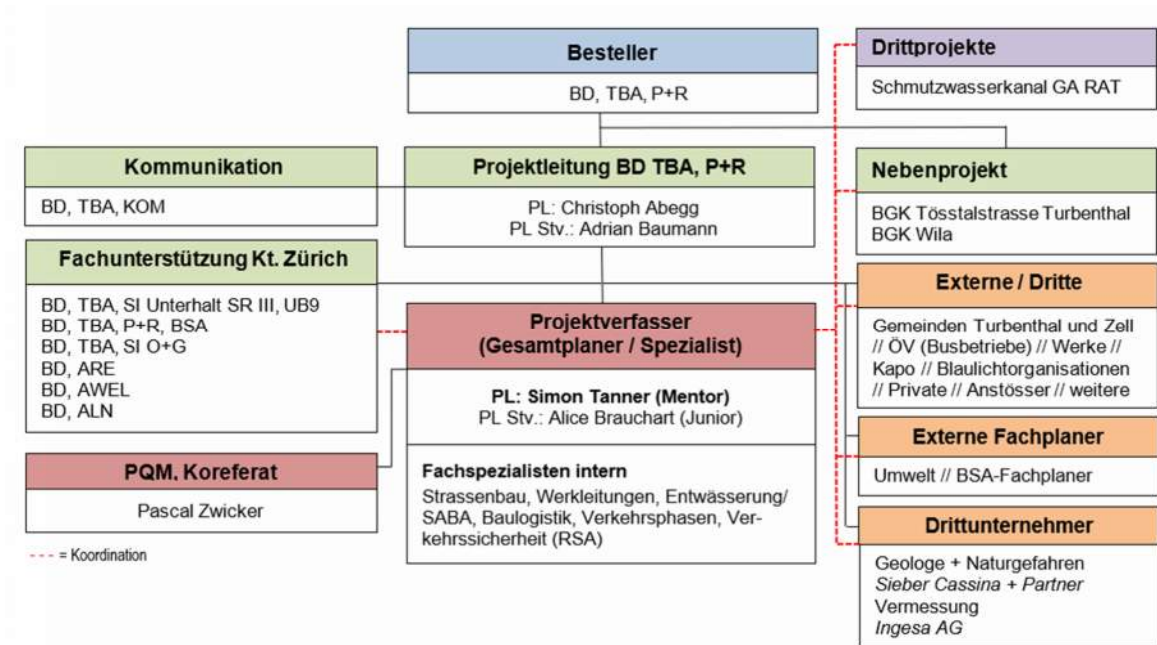 Besteller
BD, TBA, P+R
Drittprojekte
Schmutzwasserkanal GA RAT
Kommunikation
BD, TBA, KOM
Projektleitung BD TBA, P+R
PL: Christoph Abegg
PL Stv.: Adrian Baumann
Nebenprojekt
BGK Tösstalstrasse Turbenthal
BGK Wila
Fachunterstützung Kt. Zürich
BD, TBA, SI Unterhalt SR III, UB9
BD, TBA, P+R, BSA
BD, TBA, SI O+G
BD, ARE
BD, AWEL
BD, ALN
Projektverfasser
(Gesamtplaner / Spezialist)
PL: Simon Tanner (Mentor)
PL Stv.: Alice Brauchart (Junior)
Fachspezialisten intern
Strassenbau, Werkleitungen, Entwässerung/
SABA, Baulogistik, Verkehrsphasen, Ver-
kehrssicherheit (RSA)
Externe / Dritte
Gemeinden Turbenthal und Zell
// ÖV (Busbetriebe) // Werke //
Kapo // Blaulichtorganisationen
// Private // Anstösser // weitere
PQM, Koreferat
Pascal Zwicker
Externe Fachplaner
Umwelt // BSA-Fachplaner
Drittunternehmer
Geologe + Naturgefahren
Sieber Cassina + Partner
Vermessung
Ingesa AG
---- = Koordination